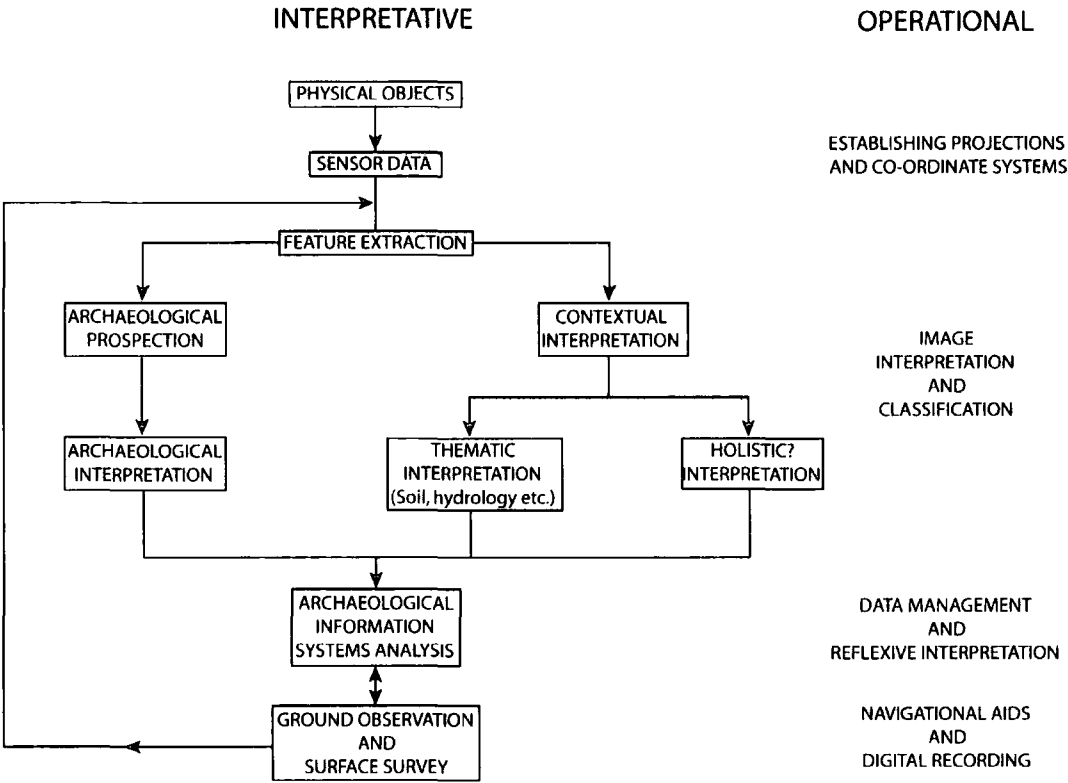 INTERPRETATIVE
OPERATIONAL
PHYSICAL OBJECTS
SENSOR DATA
ESTABLISHING PROJECTIONS
AND CO-ORDINATE SYSTEMS
FEATURE EXTRACTION
ARCHAEOLOGICAL
PROSPECTION
CONTEXTUAL
INTERPRETATION
IMAGE
INTERPRETATION
AND
CLASSIFICATION
ARCHAEOLOGICAL
INTERPRETATION
THEMATIC
INTERPRETATION
(Soil, hydrology etc.)
HOLISTIC?
INTERPRETATION
ARCHAEOLOGICAL
INFORMATION
SYSTEMS ANALYSIS
DATA MANAGEMENT
AND
REFLEXIVE INTERPRETATION
GROUND OBSERVATION
AND
SURFACE SURVEY
NAVIGATIONAL AIDS
AND
DIGITAL RECORDING